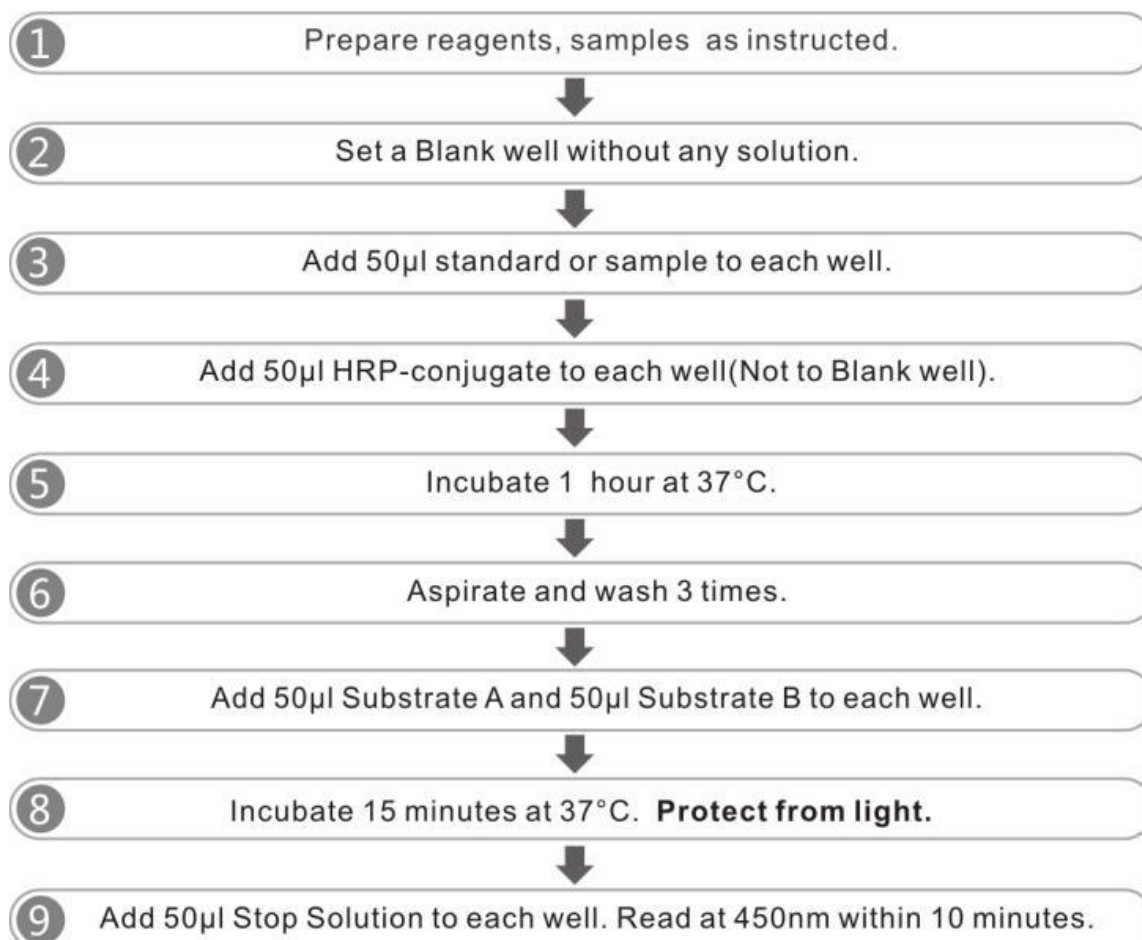 1 Prepare reagents, samples as instructed.
2 Set a Blank well without any solution.
3 Add 50µl standard or sample to each well.
4 Add 50µl HRP-conjugate to each well(Not to Blank well).
5 Incubate 1 hour at 37°C.
6 Aspirate and wash 3 times.
7 Add 50µl Substrate A and 50µl Substrate B to each well.
8 Incubate 15 minutes at 37°C. Protect from light.
9 Add 50µl Stop Solution to each well. Read at 450nm within 10 minutes.